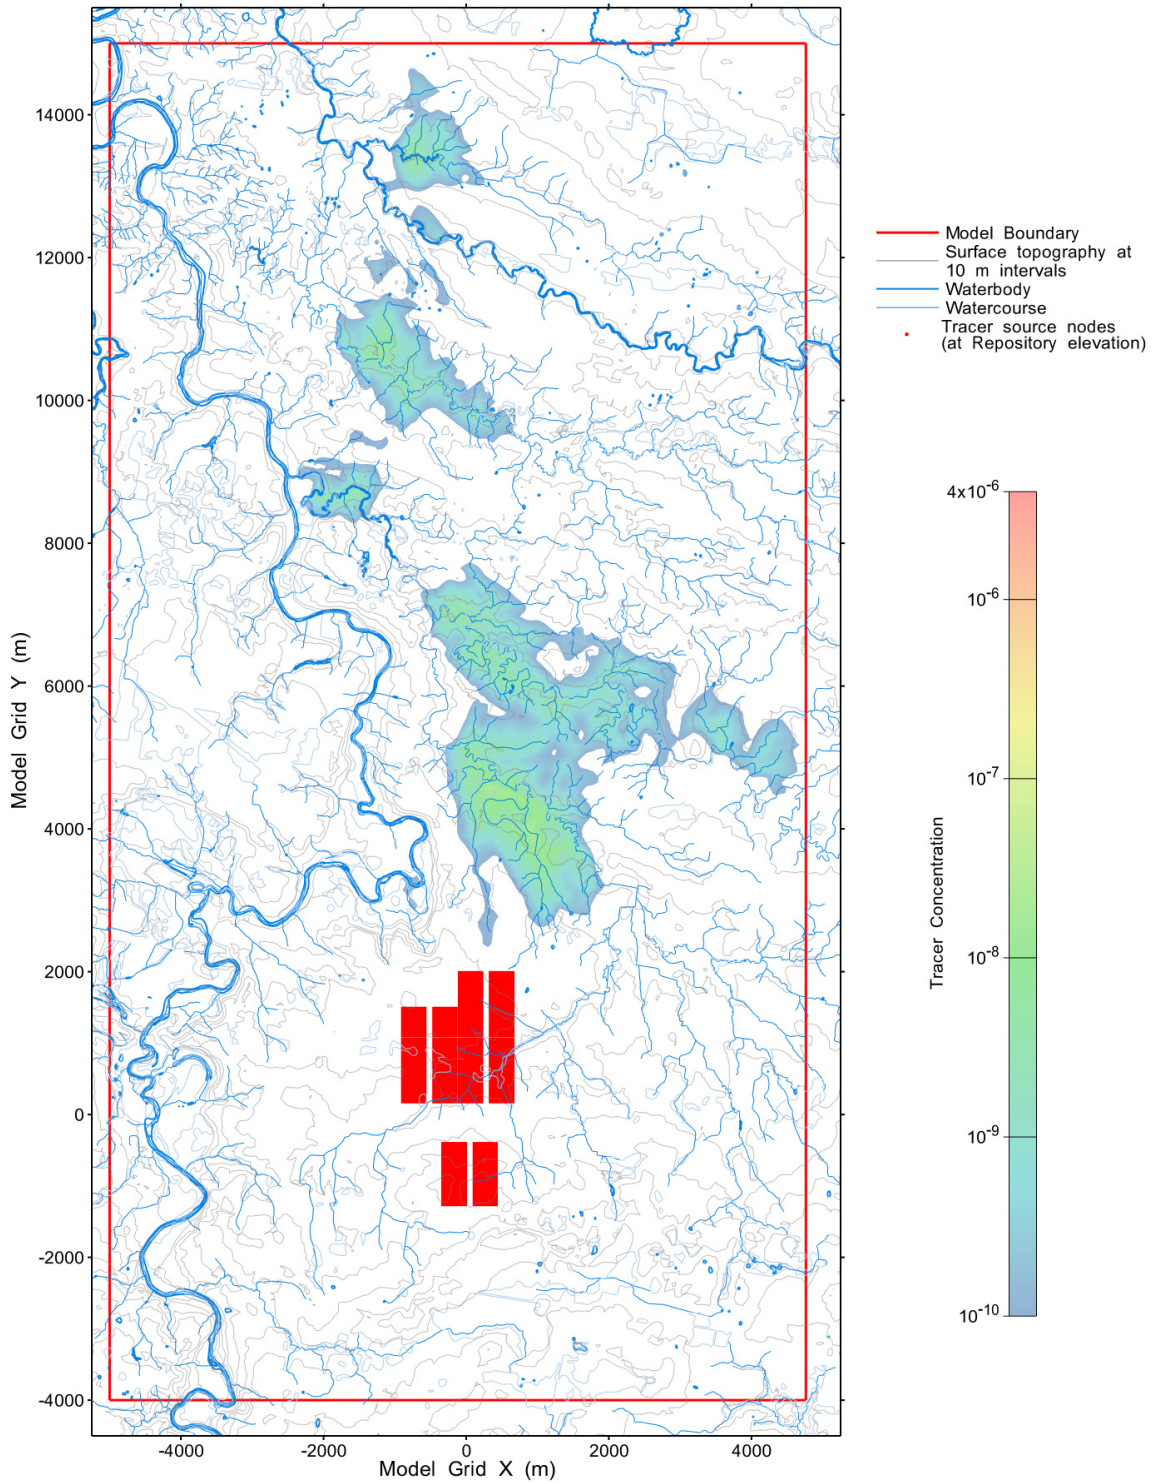 14000
12000
10000
8000
6000
4000
2000
0
-2000
-4000
Model Grid Y (m)
-4000
-2000
0
2000
4000
Model Grid X (m)
Model Boundary
Surface topography at
10 m intervals
Waterbody
Watercourse
Tracer source nodes
(at Repository elevation)
Tracer Concentration
4x10⁻⁶
10⁻⁶
10⁻⁷
10⁻⁸
10⁻⁹
10⁻¹⁰